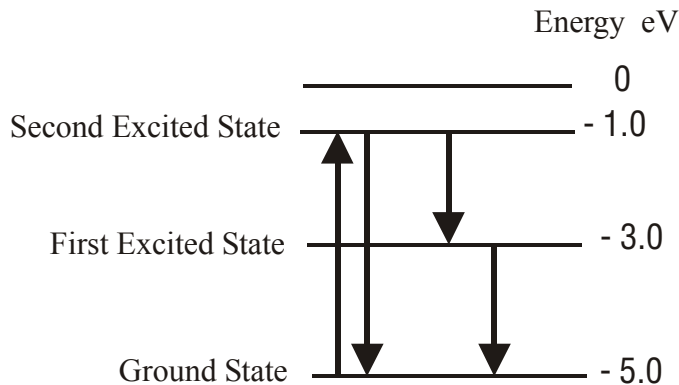 Energy eV
0
Second Excited State - 1.0
First Excited State - 3.0
Ground State - 5.0